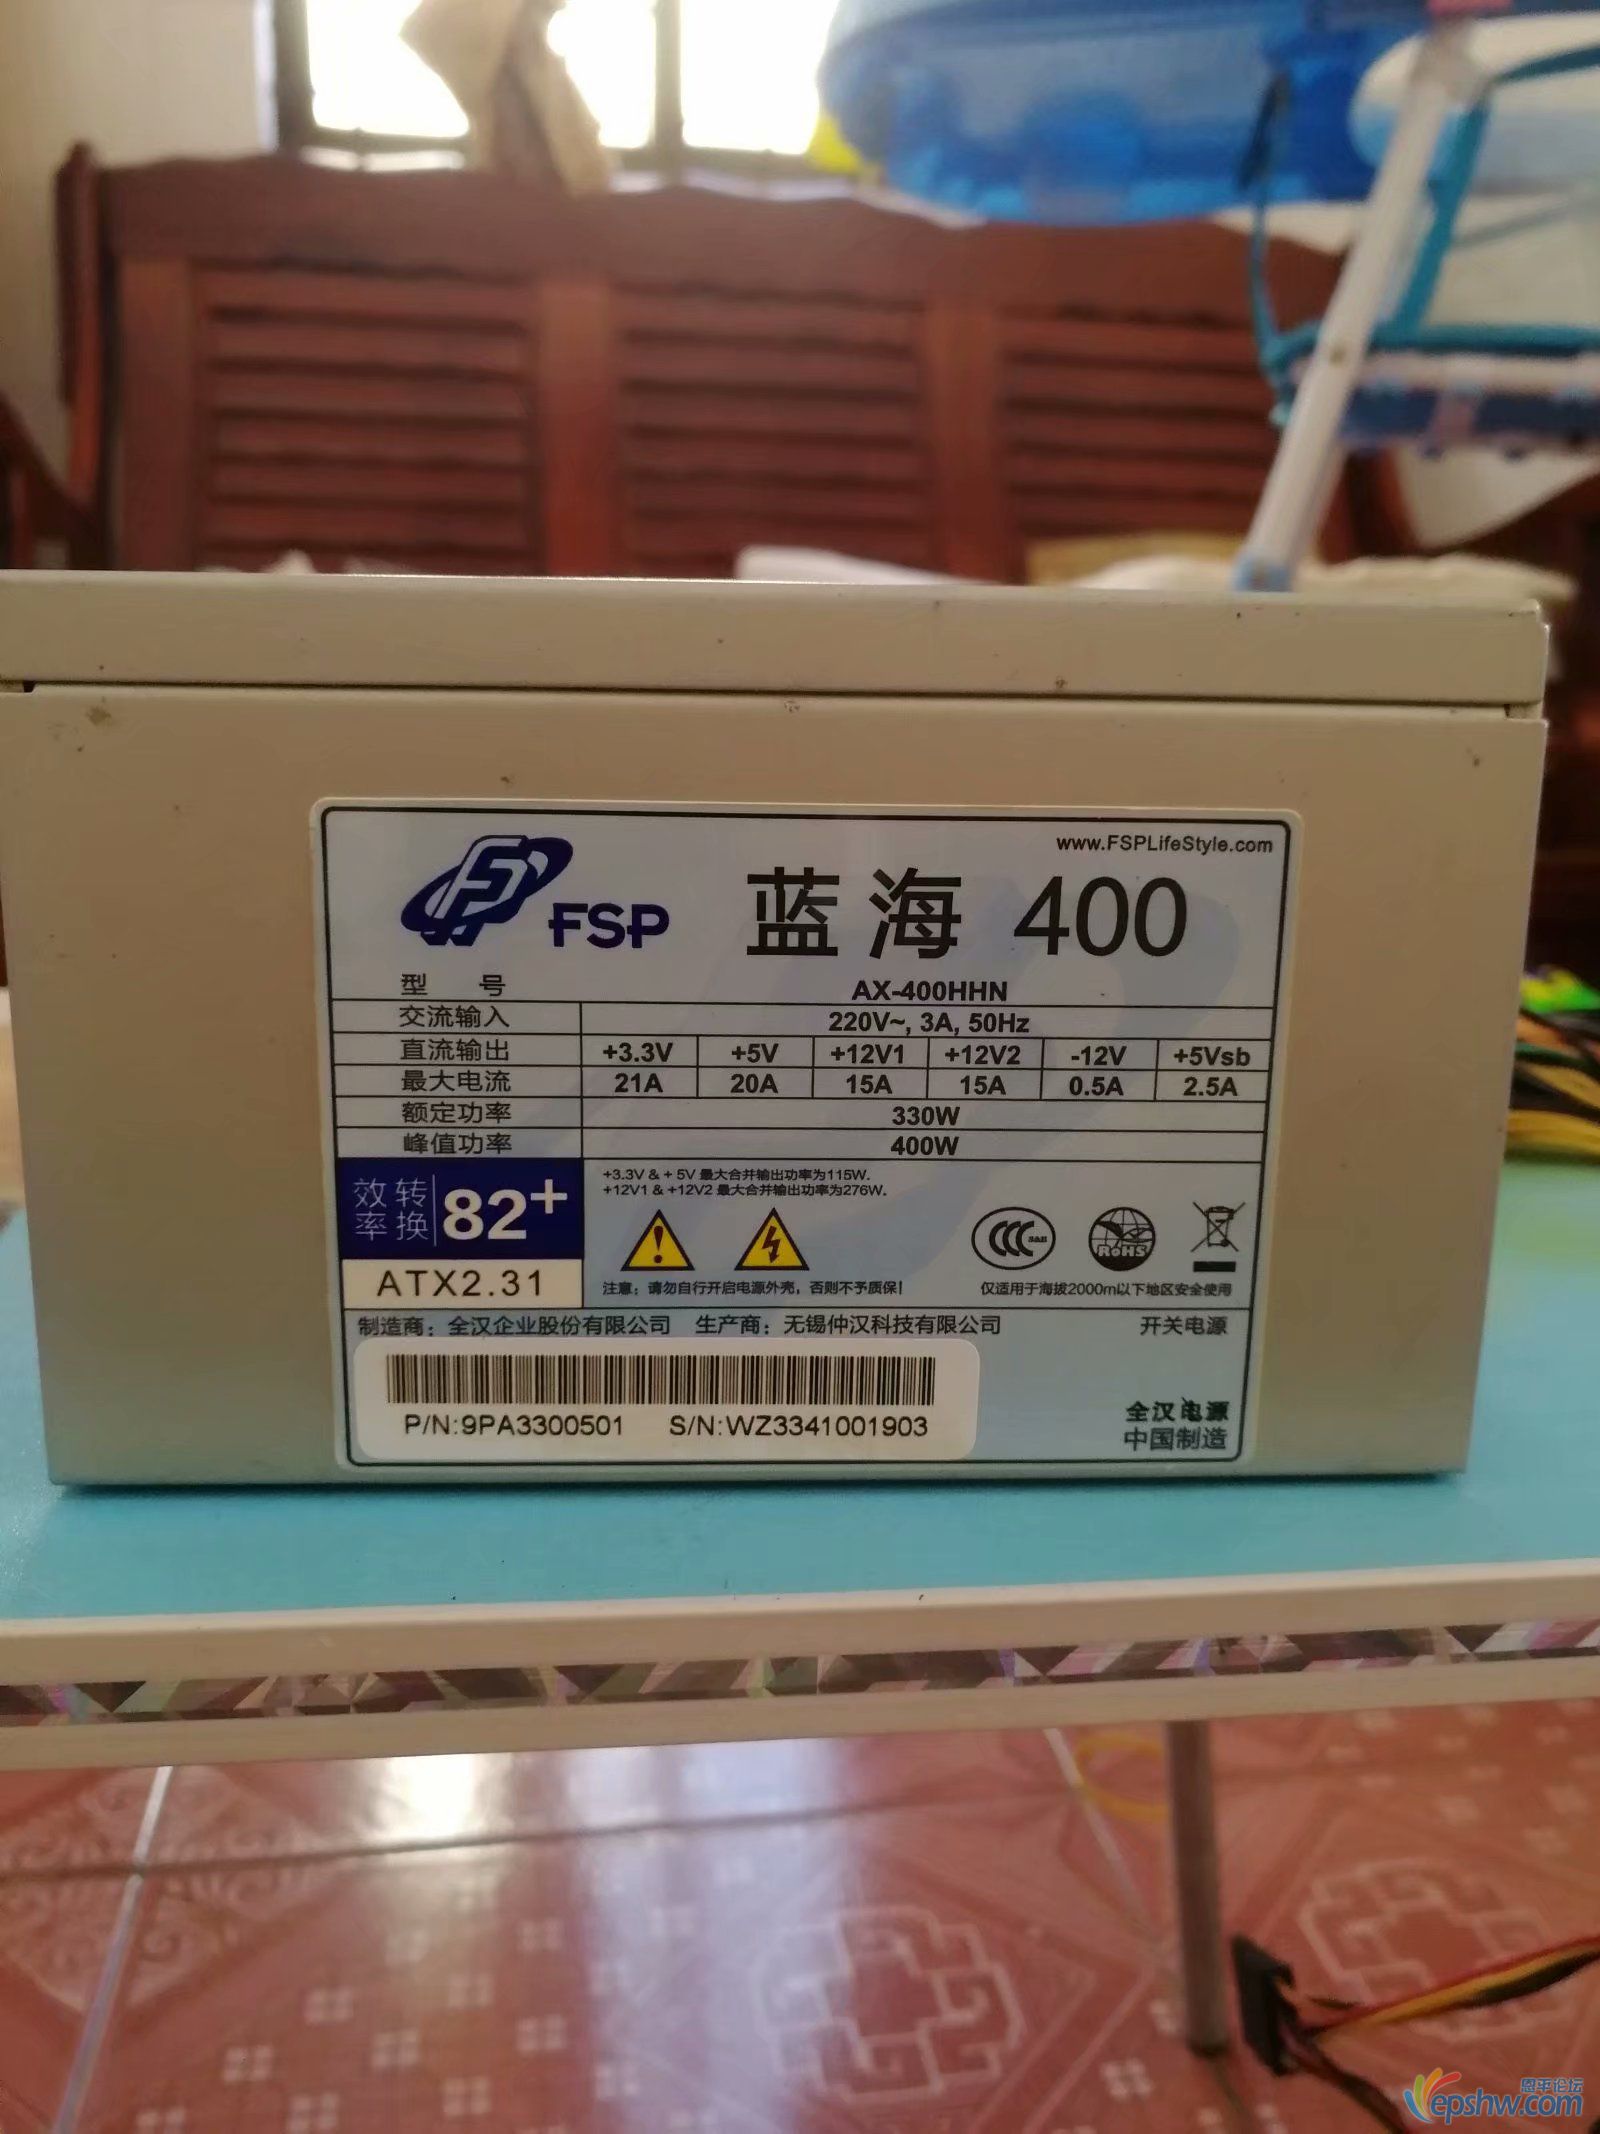 www.FSPLifeStyle.com
FSP 蓝海 400
型 号 AX-400HHN
交流输入 220V~, 3A, 50Hz
直流输出 +3.3V +5V +12V1 +12V2 -12V +5Vsb
最大电流 21A 20A 15A 15A 0.5A 2.5A
额定功率 330W
峰值功率 400W
转换效率 82+
ATX2.31
+3.3V & + 5V 最大合并输出功率为115W.
+12V1 & +12V2 最大合并输出功率为276W.
CCC S&E
RoHS
注意：请勿自行开启电源外壳，否则不予质保！
仅适用于海拔2000m以下地区安全使用
制造商：全汉企业股份有限公司 生产商：无锡仲汉科技有限公司 开关电源
P/N:9PA3300501 S/N:WZ3341001903
全汉电源
中国制造
恩平论坛
epshw.com